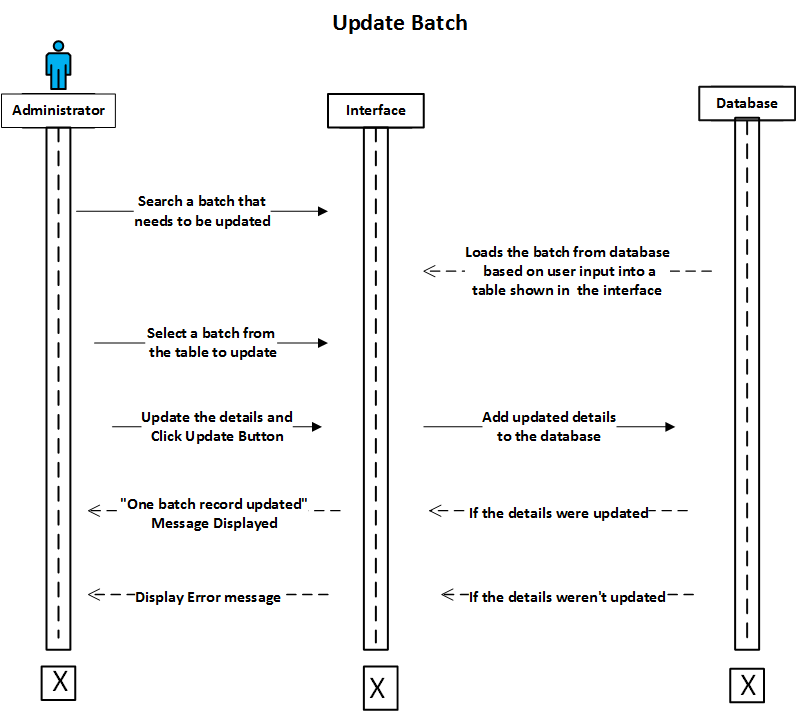 Update Batch
Administrator
Interface
Database
Search a batch that
needs to be updated
Loads the batch from database
based on user input into a
table shown in the interface
Select a batch from
the table to update
Update the details and
Click Update Button
Add updated details
to the database
"One batch record updated"
Message Displayed
If the details were updated
Display Error message
If the details weren't updated
X
X
X